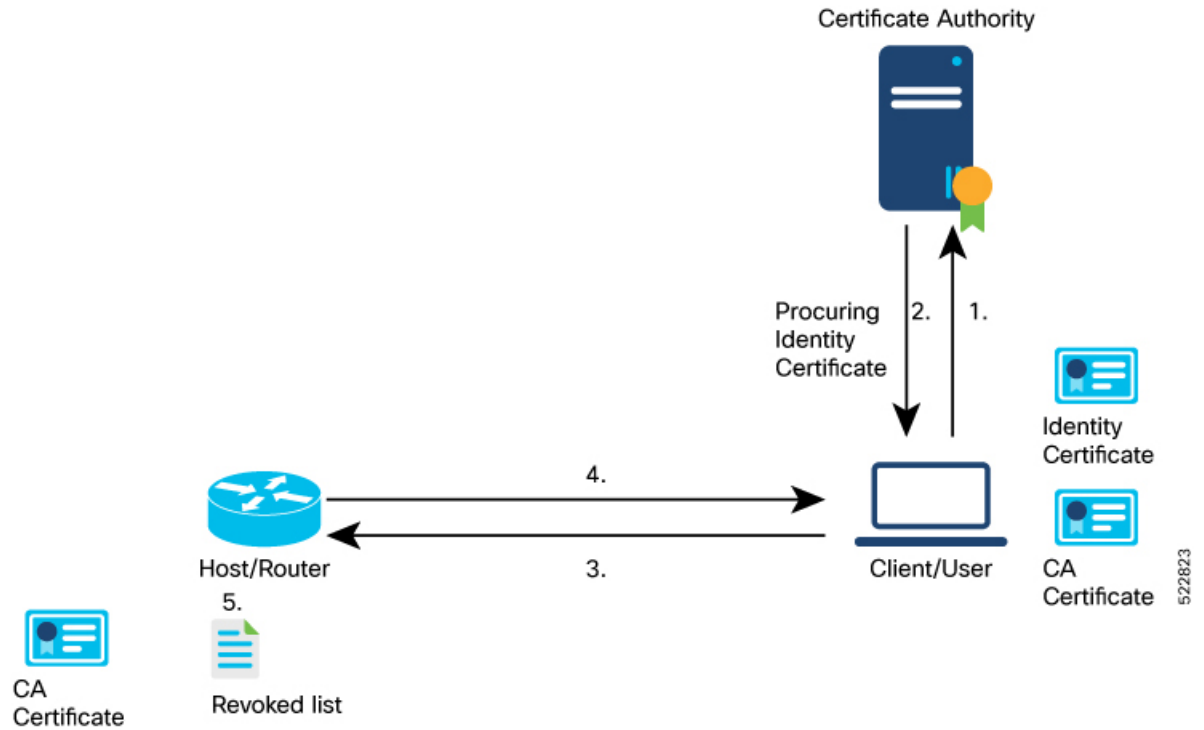 Certificate Authority
Procuring
Identity
Certificate
2.
1.
Identity
Certificate
4.
Host/Router
3.
Client/User
CA
Certificate
522823
5.
CA
Certificate
Revoked list